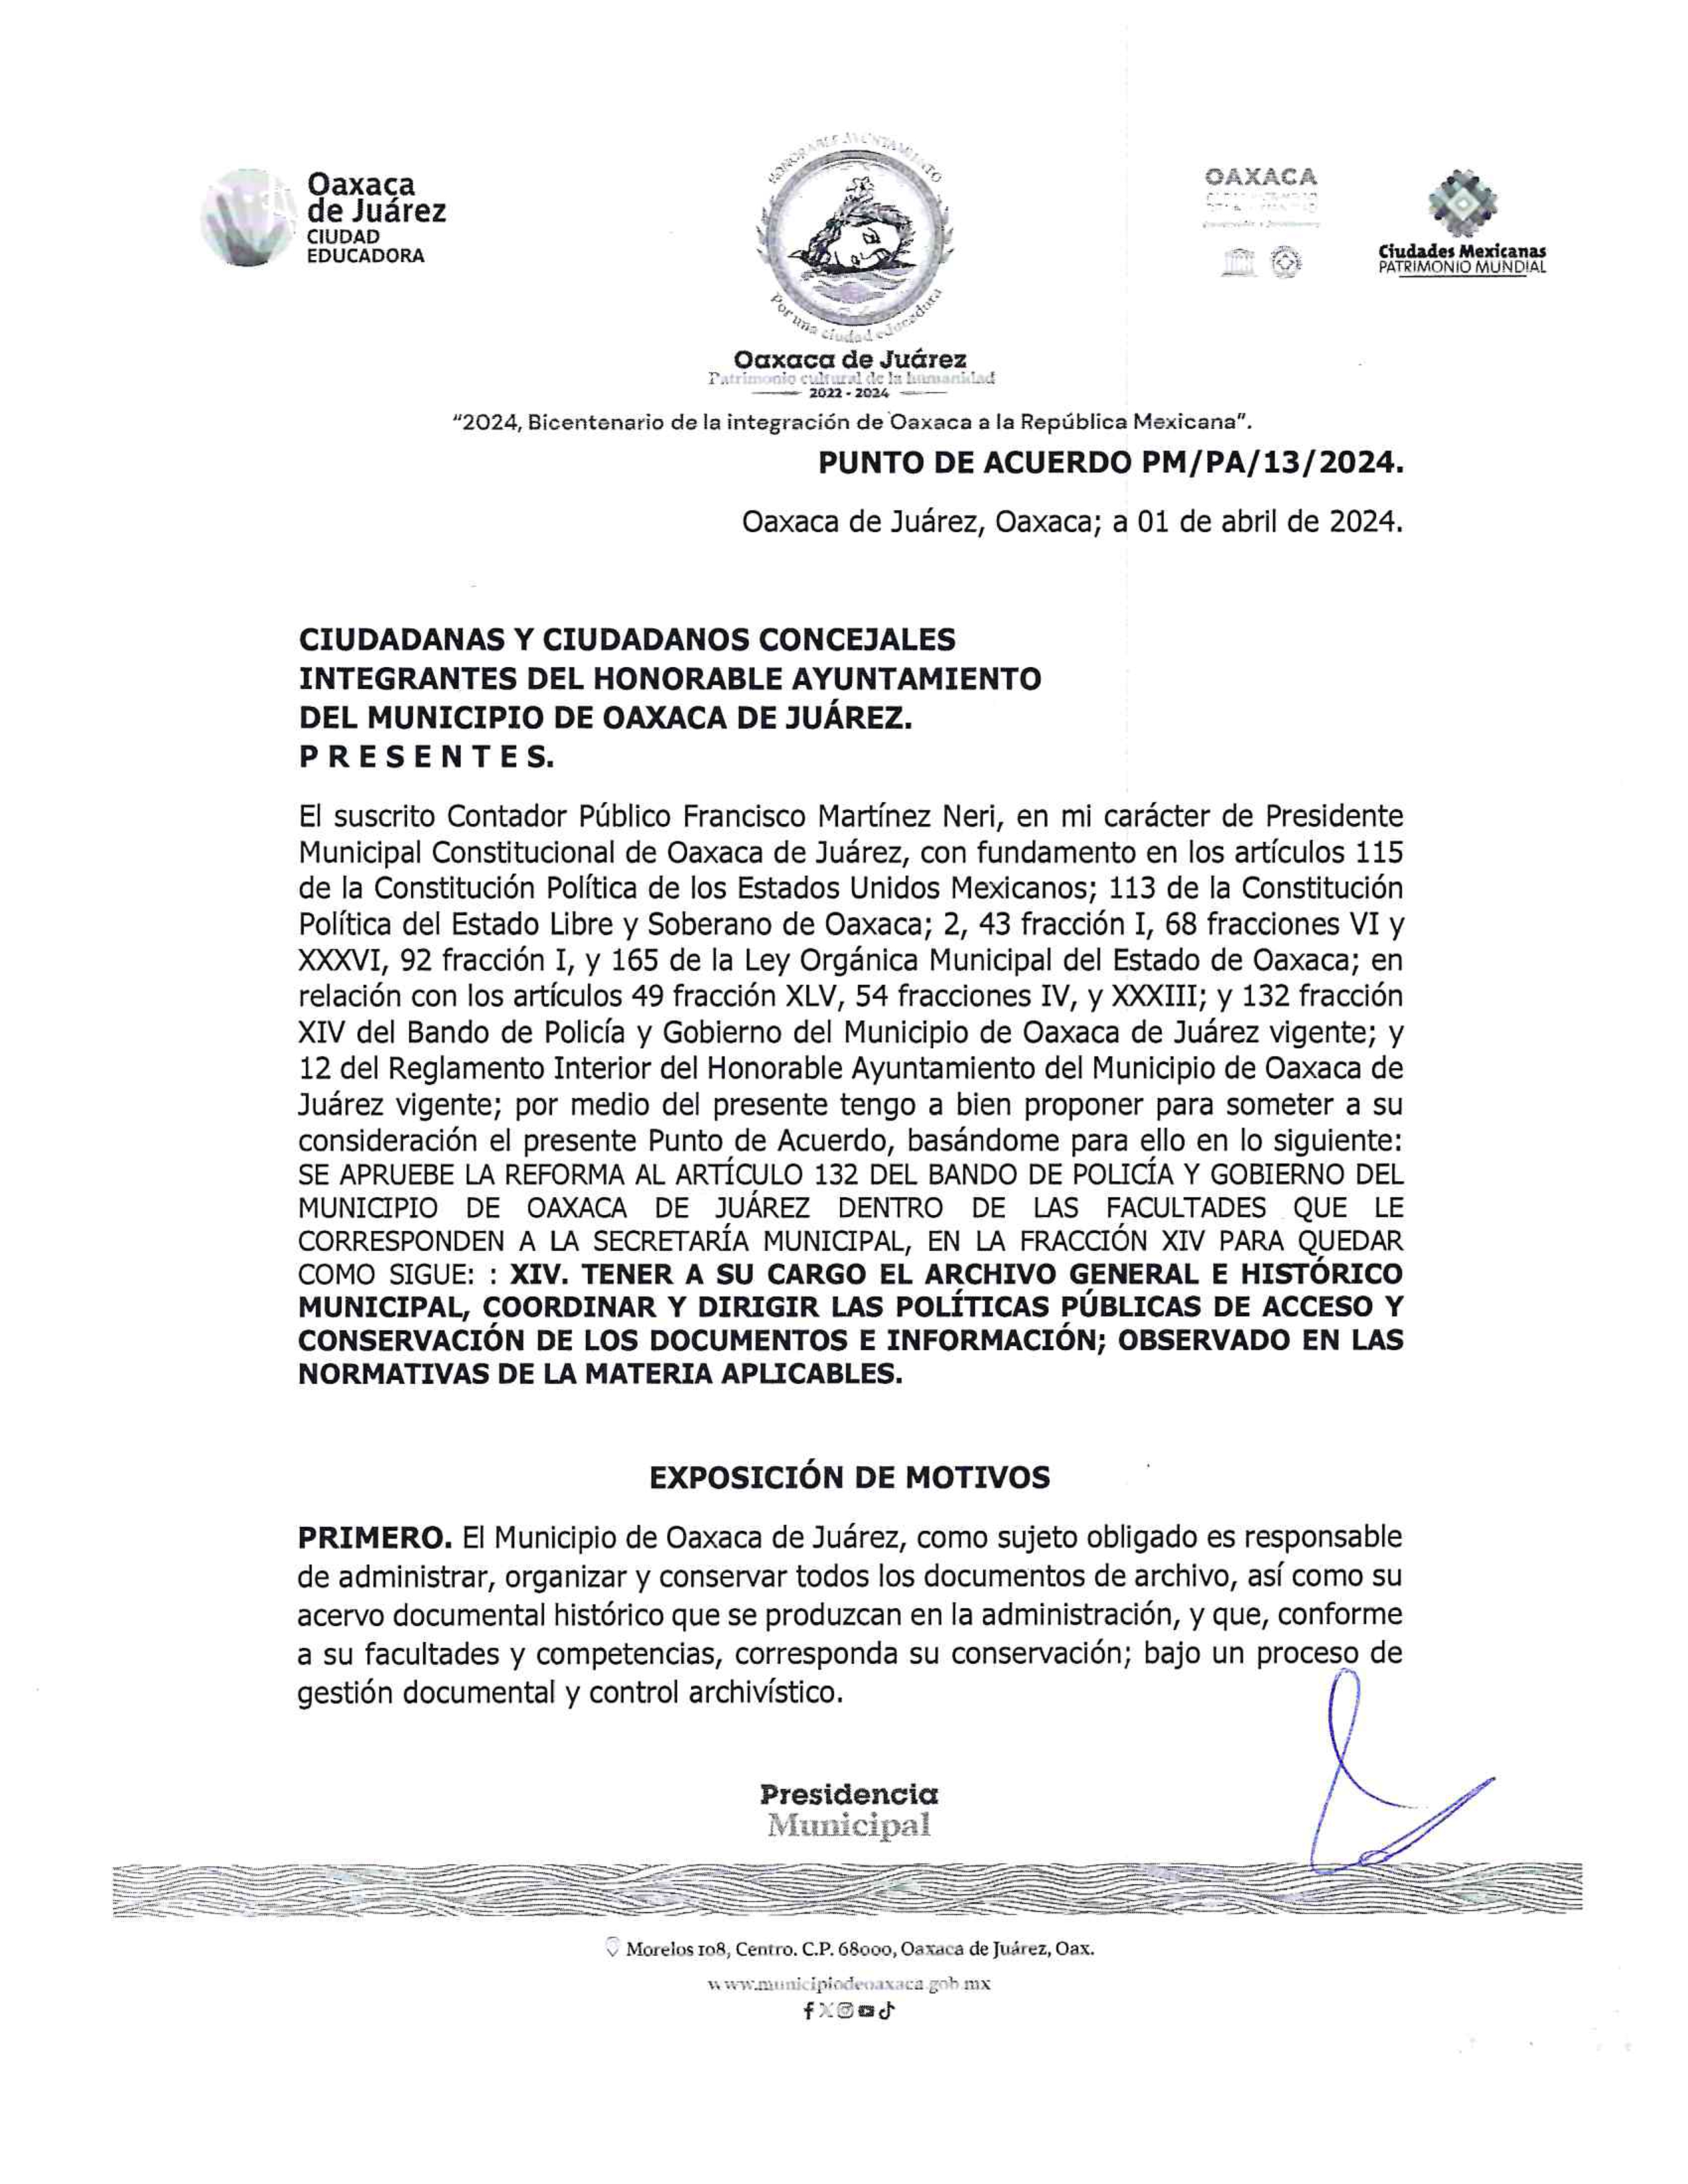 Oaxaca
de Juárez
CIUDAD
EDUCADORA
HONORABLE AYUNTAMIENTO
Por una ciudad educadora
Oaxaca de Juárez
Patrimonio cultural de la humanidad
2022 - 2024
OAXACA
Ciudades Mexicanas
PATRIMONIO MUNDIAL
“2024, Bicentenario de la integración de Oaxaca a la República Mexicana”.
PUNTO DE ACUERDO PM/PA/13/2024.
Oaxaca de Juárez, Oaxaca; a 01 de abril de 2024.
CIUDADANAS Y CIUDADANOS CONCEJALES
INTEGRANTES DEL HONORABLE AYUNTAMIENTO
DEL MUNICIPIO DE OAXACA DE JUÁREZ.
P R E S E N T E S.
El suscrito Contador Público Francisco Martínez Neri, en mi carácter de Presidente
Municipal Constitucional de Oaxaca de Juárez, con fundamento en los artículos 115
de la Constitución Política de los Estados Unidos Mexicanos; 113 de la Constitución
Política del Estado Libre y Soberano de Oaxaca; 2, 43 fracción I, 68 fracciones VI y
XXXVI, 92 fracción I, y 165 de la Ley Orgánica Municipal del Estado de Oaxaca; en
relación con los artículos 49 fracción XLV, 54 fracciones IV, y XXXIII; y 132 fracción
XIV del Bando de Policía y Gobierno del Municipio de Oaxaca de Juárez vigente; y
12 del Reglamento Interior del Honorable Ayuntamiento del Municipio de Oaxaca de
Juárez vigente; por medio del presente tengo a bien proponer para someter a su
consideración el presente Punto de Acuerdo, basándome para ello en lo siguiente:
SE APRUEBE LA REFORMA AL ARTÍCULO 132 DEL BANDO DE POLICÍA Y GOBIERNO DEL
MUNICIPIO DE OAXACA DE JUÁREZ DENTRO DE LAS FACULTADES QUE LE
CORRESPONDEN A LA SECRETARÍA MUNICIPAL, EN LA FRACCIÓN XIV PARA QUEDAR
COMO SIGUE: : XIV. TENER A SU CARGO EL ARCHIVO GENERAL E HISTÓRICO
MUNICIPAL, COORDINAR Y DIRIGIR LAS POLÍTICAS PÚBLICAS DE ACCESO Y
CONSERVACIÓN DE LOS DOCUMENTOS E INFORMACIÓN; OBSERVADO EN LAS
NORMATIVAS DE LA MATERIA APLICABLES.
EXPOSICIÓN DE MOTIVOS
PRIMERO. El Municipio de Oaxaca de Juárez, como sujeto obligado es responsable
de administrar, organizar y conservar todos los documentos de archivo, así como su
acervo documental histórico que se produzcan en la administración, y que, conforme
a su facultades y competencias, corresponda su conservación; bajo un proceso de
gestión documental y control archivístico.
Presidencia
Municipal
Morelos 108, Centro. C.P. 68000, Oaxaca de Juárez, Oax.
www.municipiodeoaxaca.gob.mx